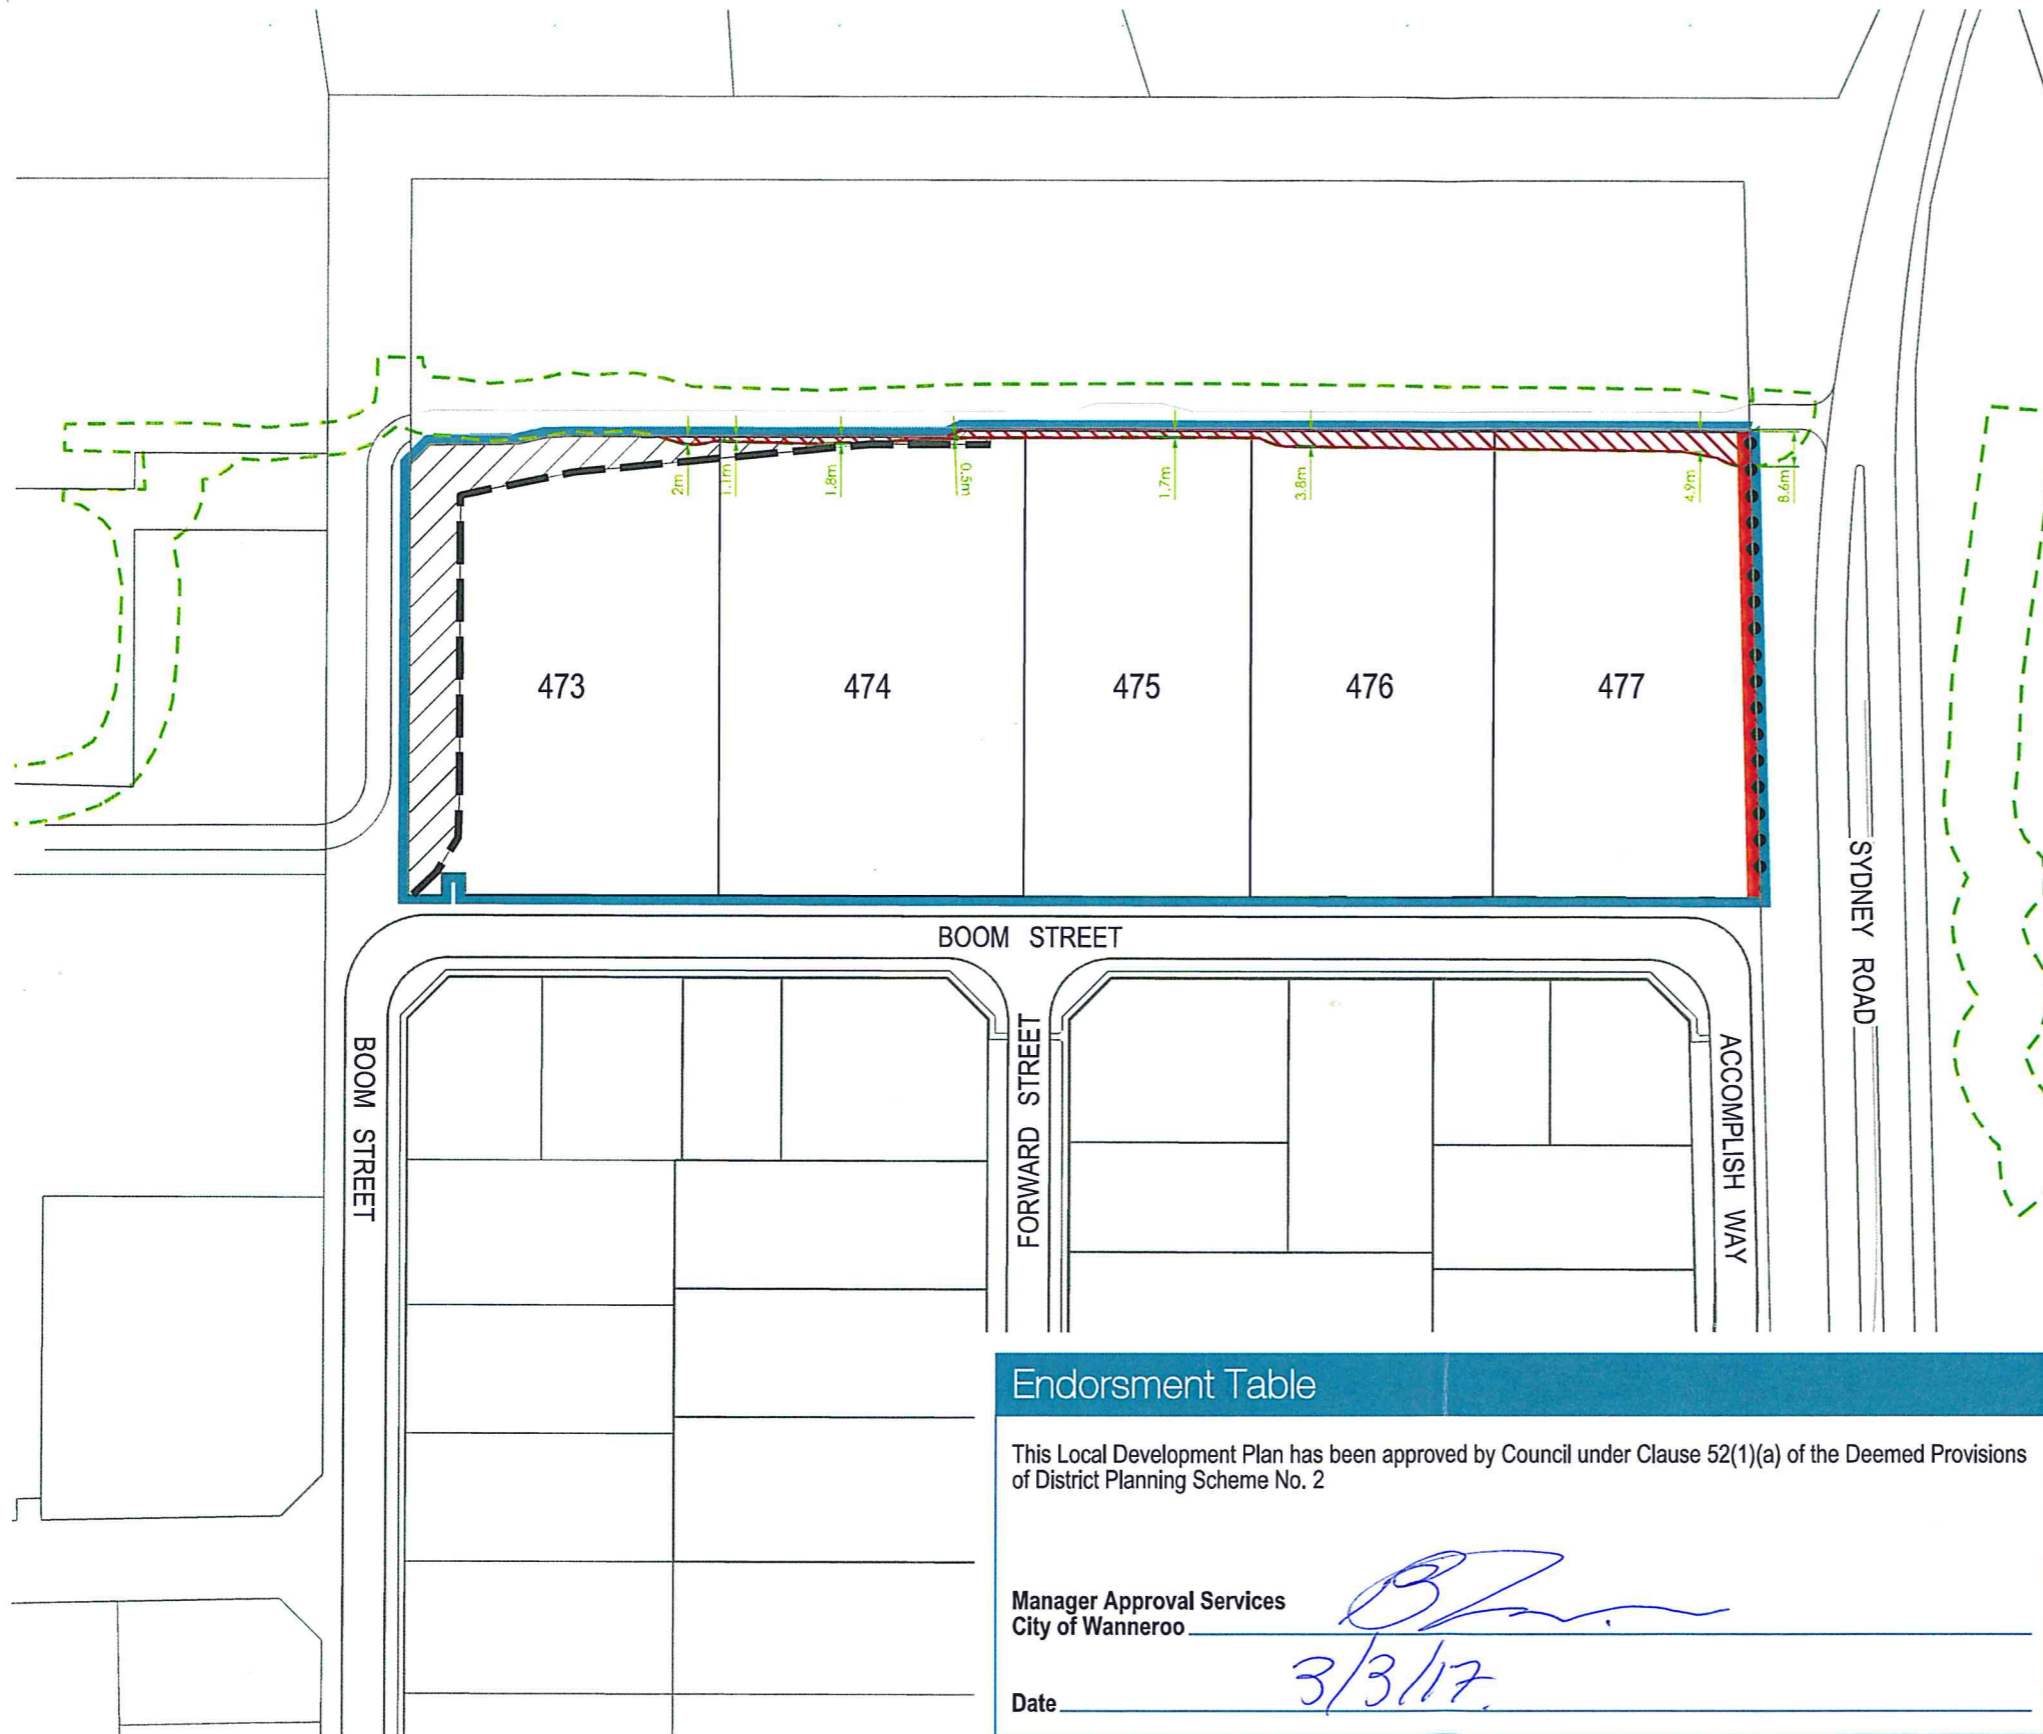 2m
1.1m
1.8m
0.5m
1.7m
3.8m
4.9m
8.6m
473
474
475
476
477
SYDNEY ROAD
BOOM STREET
BOOM STREET
FORWARD STREET
ACCOMPLISH WAY
Endorsment Table
This Local Development Plan has been approved by Council under Clause 52(1)(a) of the Deemed Provisions
of District Planning Scheme No. 2
Manager Approval Services
City of Wanneroo
Date 3/3/17.